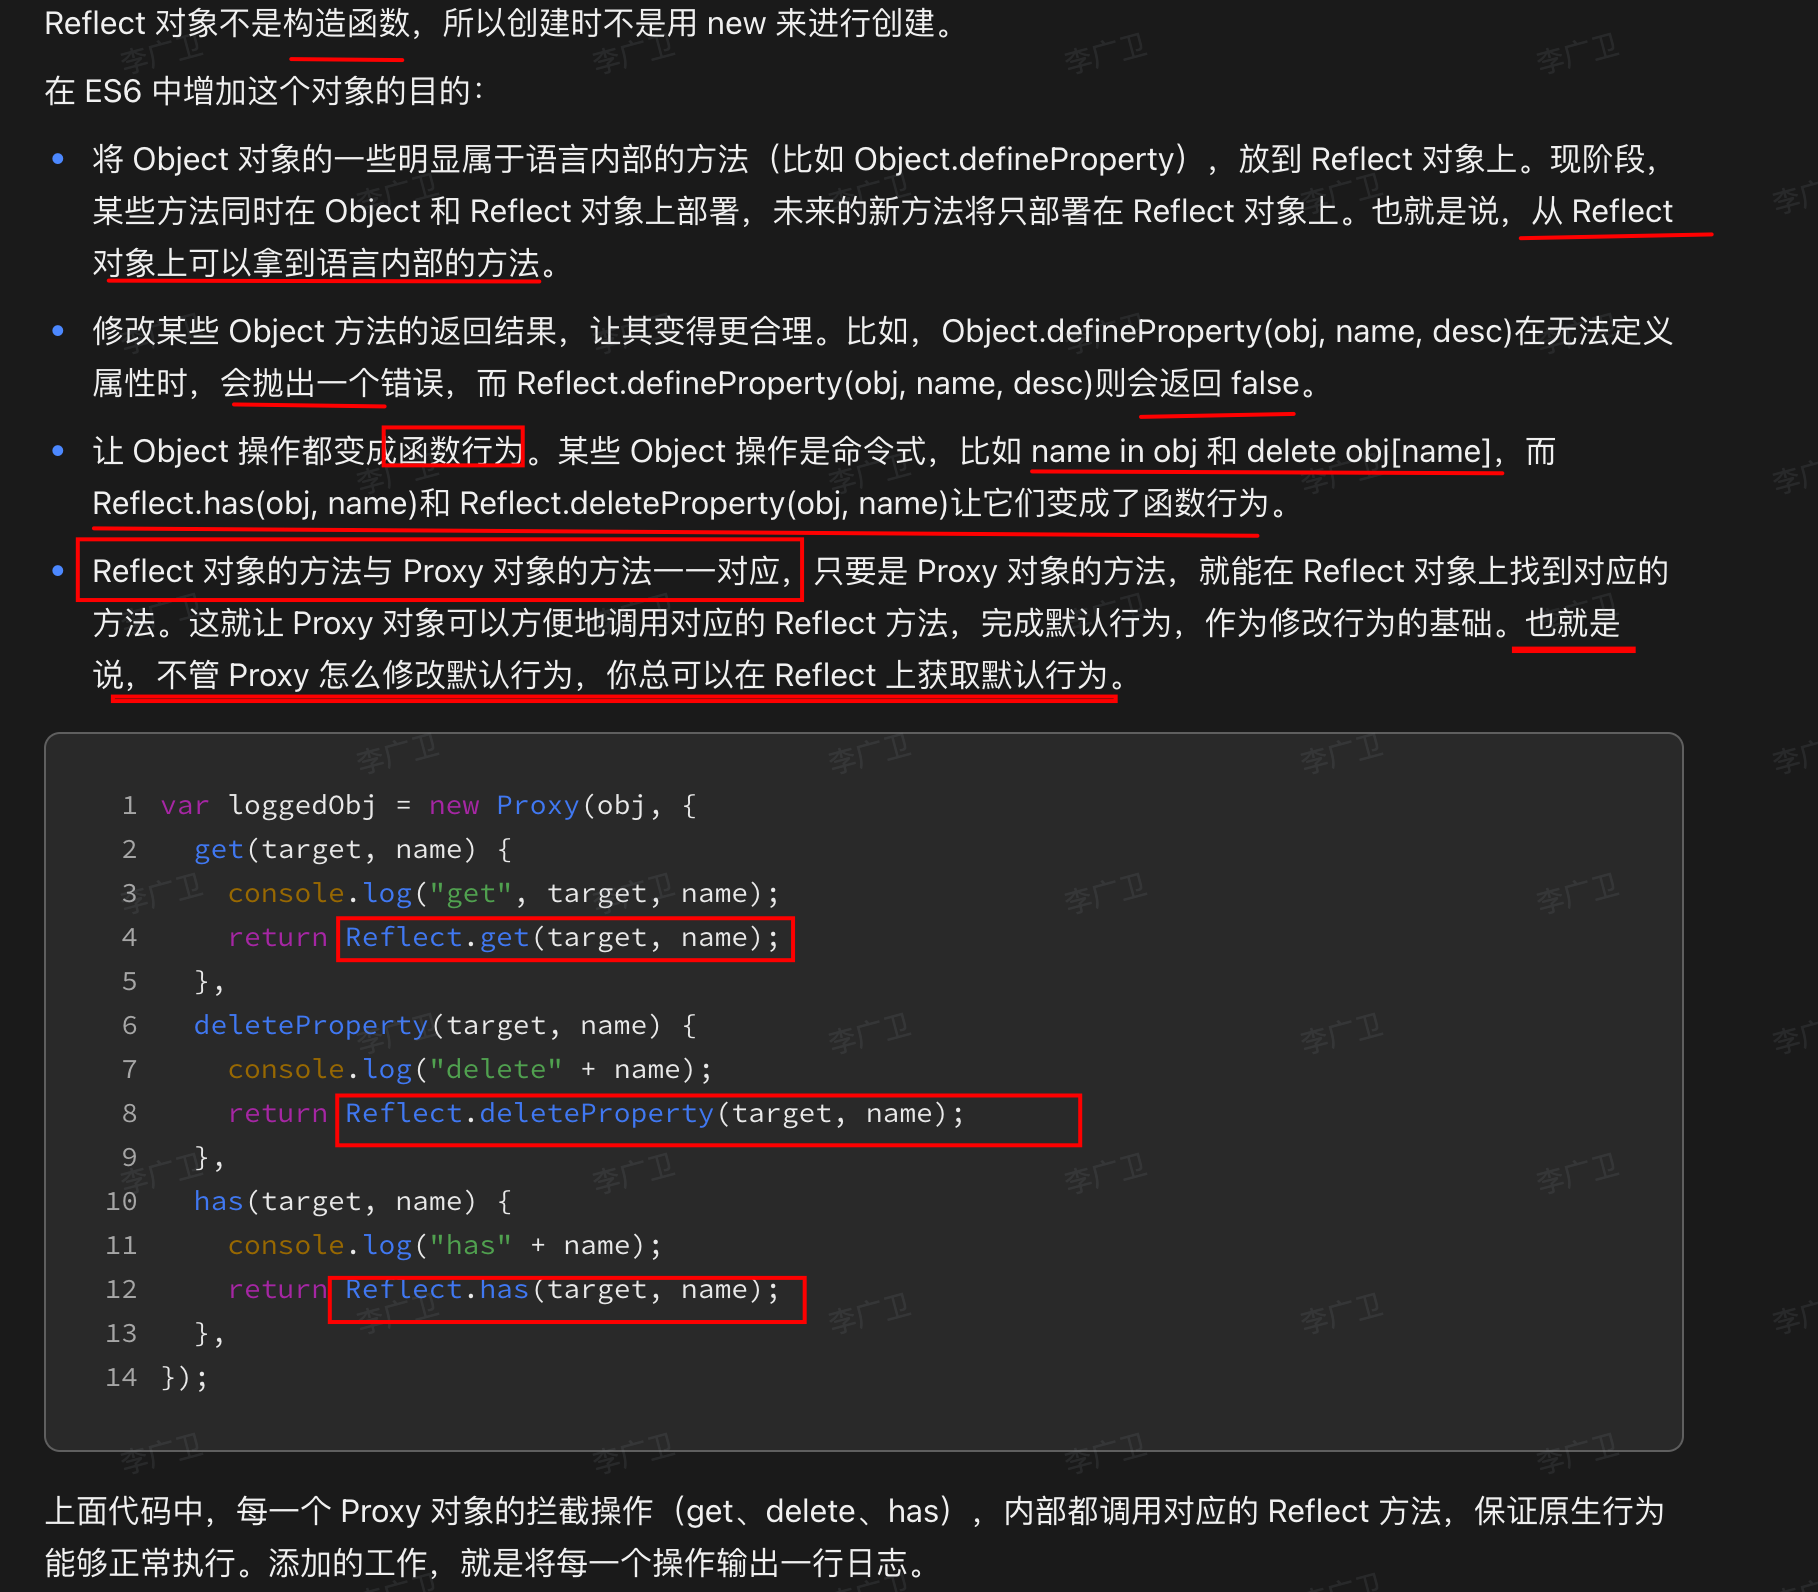 Reflect 对象不是构造函数，所以创建时不是用 new 来进行创建。
在 ES6 中增加这个对象的目的：
将 Object 对象的一些明显属于语言内部的方法（比如 Object.defineProperty），放到 Reflect 对象上。现阶段，
某些方法同时在 Object 和 Reflect 对象上部署，未来的新方法将只部署在 Reflect 对象上。也就是说，从 Reflect
对象上可以拿到语言内部的方法。
修改某些 Object 方法的返回结果，让其变得更合理。比如，Object.defineProperty(obj, name, desc)在无法定义
属性时，会抛出一个错误，而 Reflect.defineProperty(obj, name, desc)则会返回 false。
让 Object 操作都变成函数行为。某些 Object 操作是命令式，比如 name in obj 和 delete obj[name]，而
Reflect.has(obj, name)和 Reflect.deleteProperty(obj, name)让它们变成了函数行为。
Reflect 对象的方法与 Proxy 对象的方法一一对应，只要是 Proxy 对象的方法，就能在 Reflect 对象上找到对应的
方法。这就让 Proxy 对象可以方便地调用对应的 Reflect 方法，完成默认行为，作为修改行为的基础。也就是
说，不管 Proxy 怎么修改默认行为，你总可以在 Reflect 上获取默认行为。
1 var loggedObj = new Proxy(obj, {
2   get(target, name) {
3     console.log("get", target, name);
4     return Reflect.get(target, name);
5   },
6   deleteProperty(target, name) {
7     console.log("delete" + name);
8     return Reflect.deleteProperty(target, name);
9   },
10   has(target, name) {
11     console.log("has" + name);
12     return Reflect.has(target, name);
13   },
14 });
上面代码中，每一个 Proxy 对象的拦截操作（get、delete、has），内部都调用对应的 Reflect 方法，保证原生行为
能够正常执行。添加的工作，就是将每一个操作输出一行日志。
李广卫